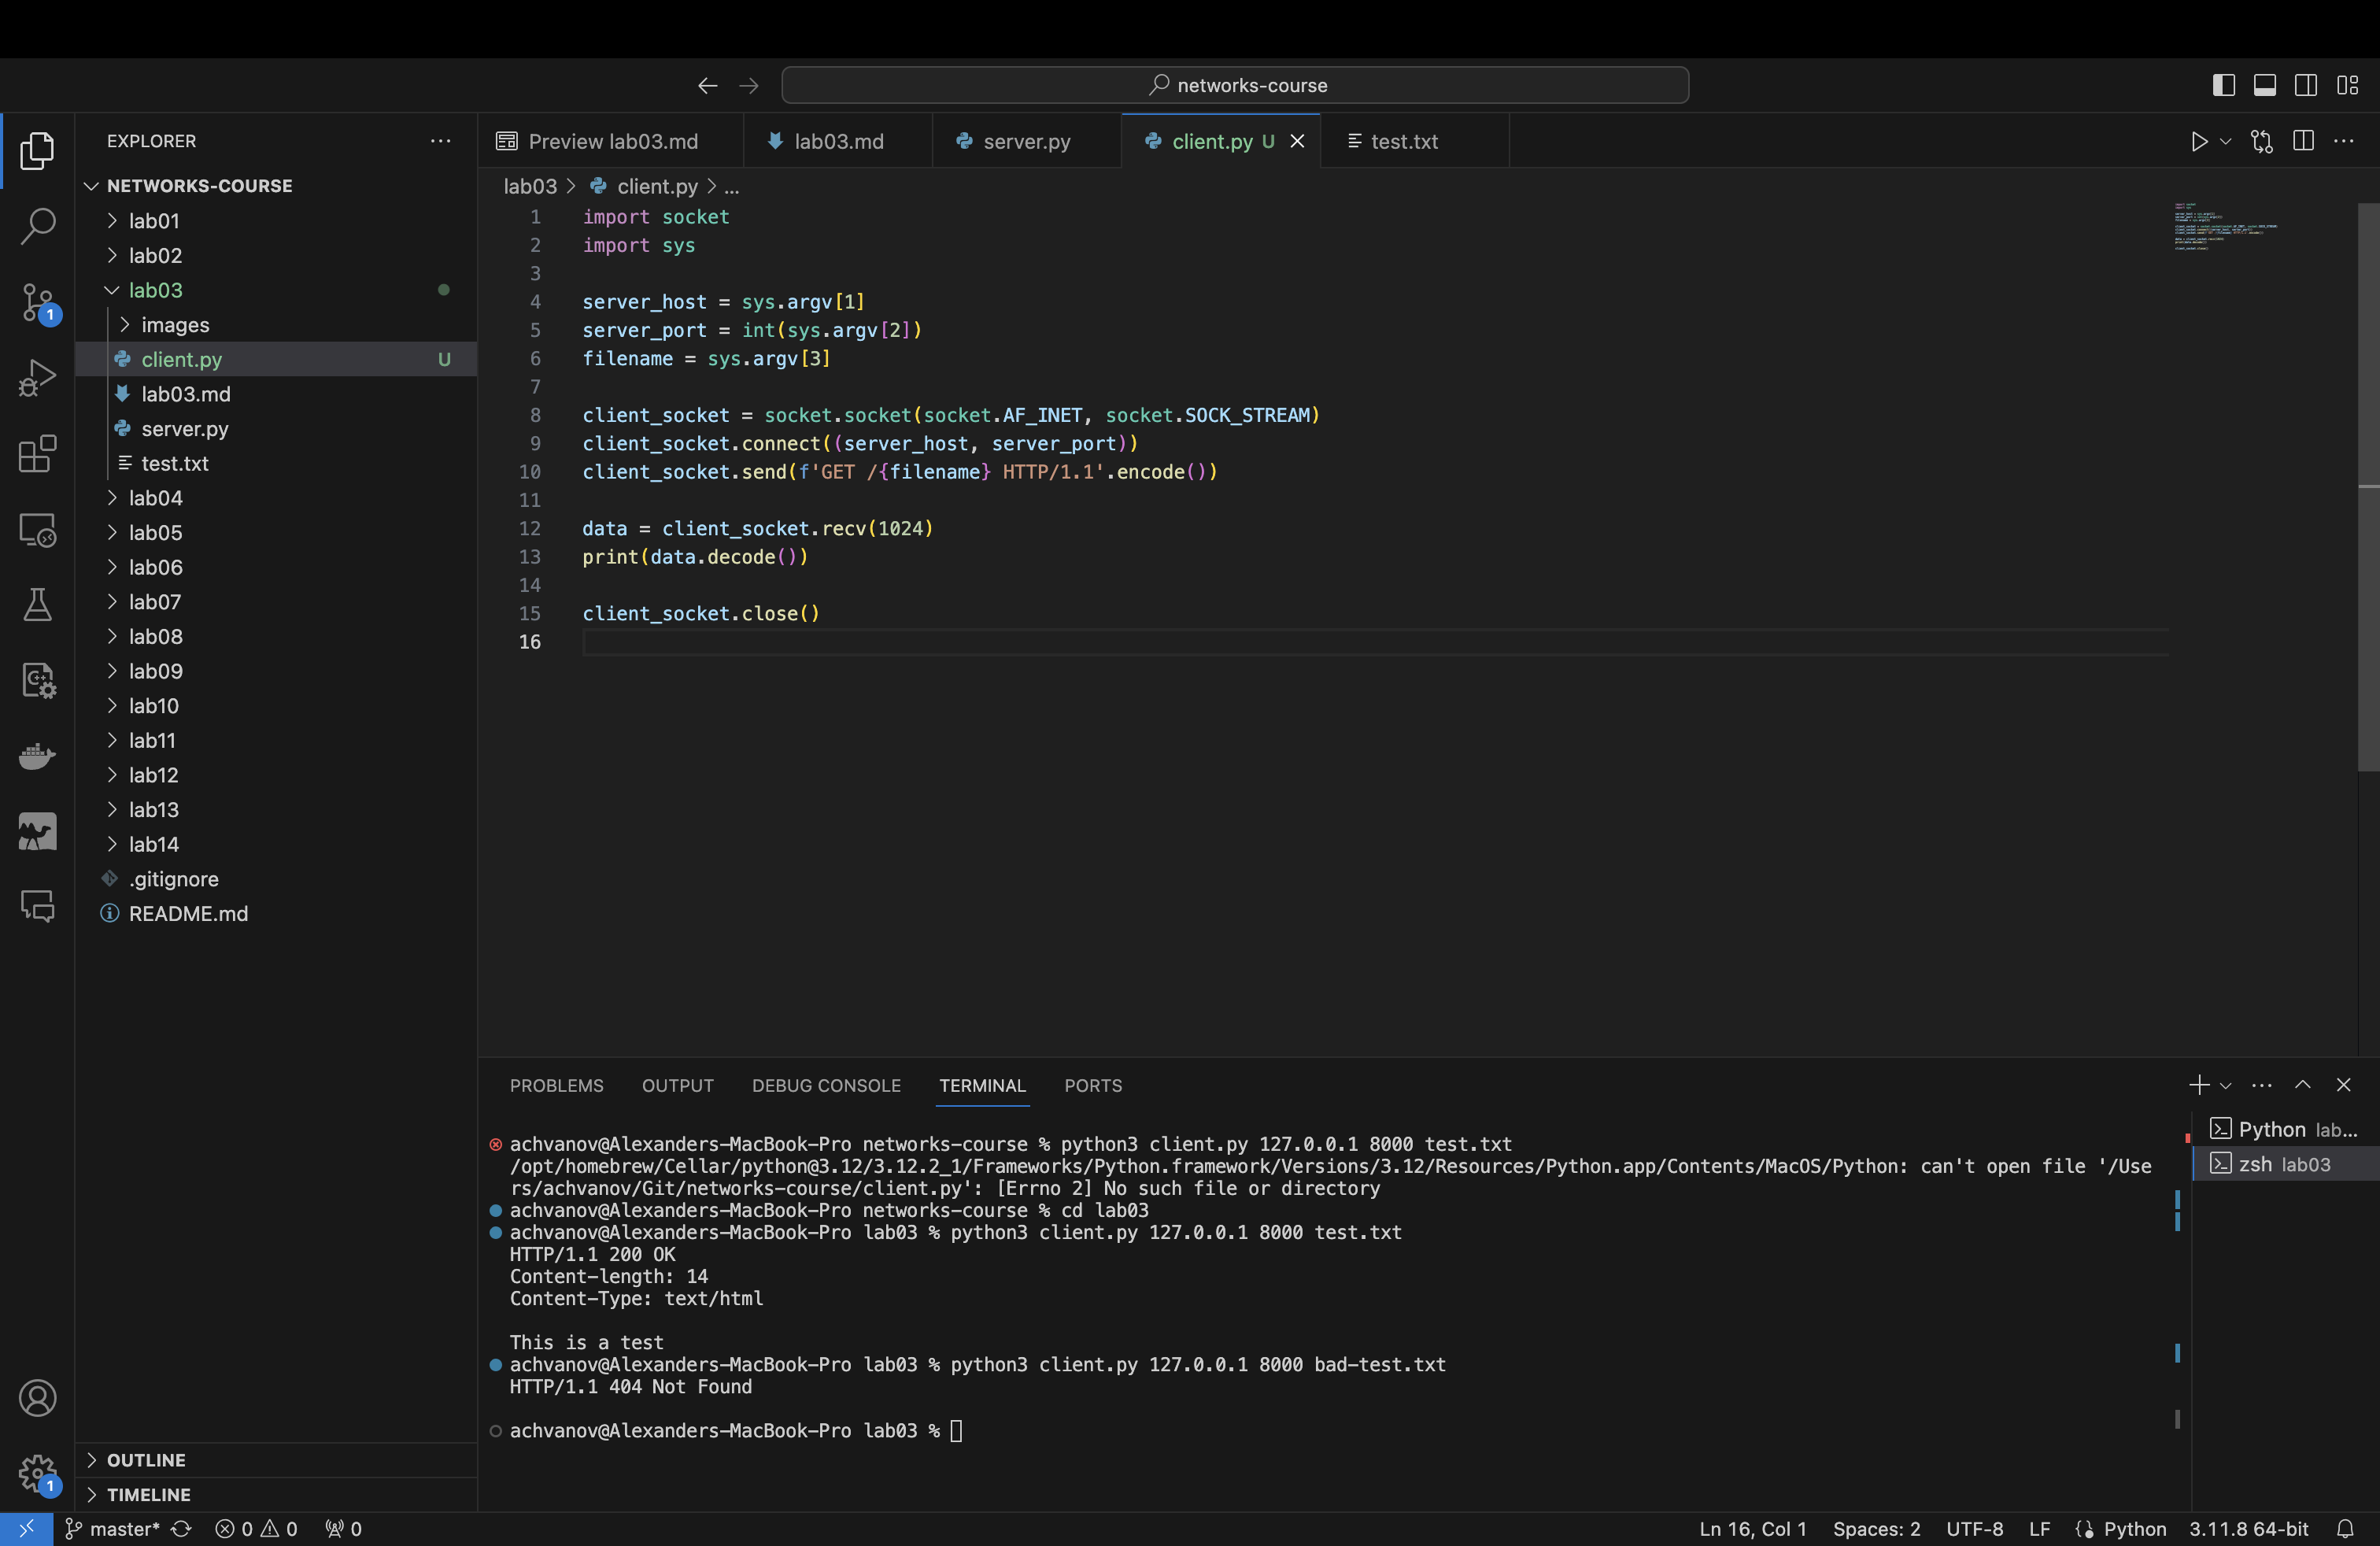 networks-course
EXPLORER
NETWORKS-COURSE
lab01
lab02
lab03
images
client.py U
lab03.md
server.py
test.txt
lab04
lab05
lab06
lab07
lab08
lab09
lab10
lab11
lab12
lab13
lab14
.gitignore
README.md
OUTLINE
TIMELINE
1
1
Preview lab03.md
lab03.md
server.py
client.py U
test.txt
lab03 > client.py > ...
1 import socket
2 import sys
3
4 server_host = sys.argv[1]
5 server_port = int(sys.argv[2])
6 filename = sys.argv[3]
7
8 client_socket = socket.socket(socket.AF_INET, socket.SOCK_STREAM)
9 client_socket.connect((server_host, server_port))
10 client_socket.send(f'GET /{filename} HTTP/1.1'.encode())
11
12 data = client_socket.recv(1024)
13 print(data.decode())
14
15 client_socket.close()
16
PROBLEMS OUTPUT DEBUG CONSOLE TERMINAL PORTS
achvanov@Alexanders-MacBook-Pro networks-course % python3 client.py 127.0.0.1 8000 test.txt
/opt/homebrew/Cellar/python@3.12/3.12.2_1/Frameworks/Python.framework/Versions/3.12/Resources/Python.app/Contents/MacOS/Python: can't open file '/Use
rs/achvanov/Git/networks-course/client.py': [Errno 2] No such file or directory
achvanov@Alexanders-MacBook-Pro networks-course % cd lab03
achvanov@Alexanders-MacBook-Pro lab03 % python3 client.py 127.0.0.1 8000 test.txt
HTTP/1.1 200 OK
Content-length: 14
Content-Type: text/html
This is a test
achvanov@Alexanders-MacBook-Pro lab03 % python3 client.py 127.0.0.1 8000 bad-test.txt
HTTP/1.1 404 Not Found
achvanov@Alexanders-MacBook-Pro lab03 %
Python lab...
zsh lab03
master* 0 0 0
Ln 16, Col 1 Spaces: 2 UTF-8 LF Python 3.11.8 64-bit